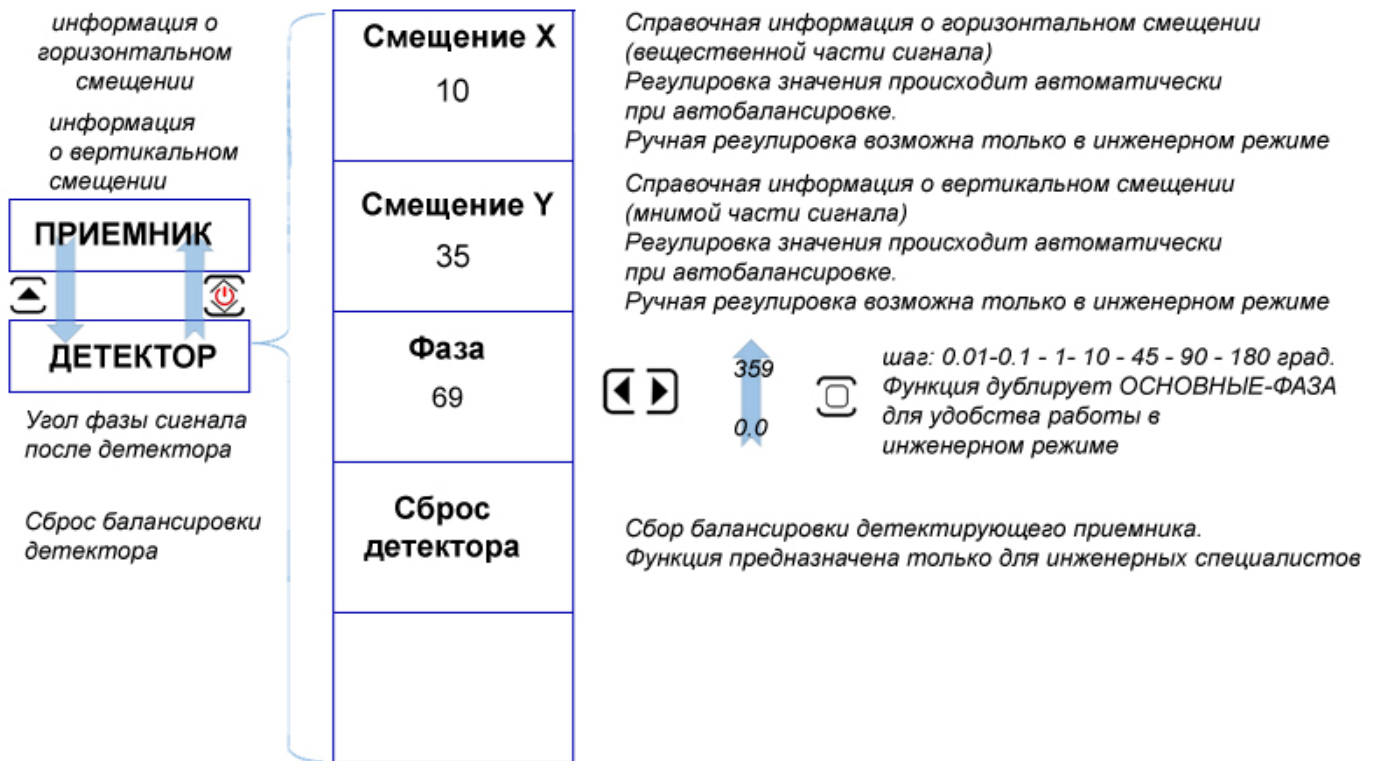 информация о
горизонтальном
смещении
информация
о вертикальном
смещении
ПРИЕМНИК
ДЕТЕКТОР
Угол фазы сигнала
после детектора
Сброс балансировки
детектора
Смещение X
10
Смещение Y
35
Фаза
69
Сброс
детектора
Справочная информация о горизонтальном смещении
(вещественной части сигнала)
Регулировка значения происходит автоматически
при автобалансировке.
Ручная регулировка возможна только в инженерном режиме
Справочная информация о вертикальном смещении
(мнимой части сигнала)
Регулировка значения происходит автоматически
при автобалансировке.
Ручная регулировка возможна только в инженерном режиме
359
0.0
шаг: 0.01-0.1 - 1- 10 - 45 - 90 - 180 град.
Функция дублирует ОСНОВНЫЕ-ФАЗА
для удобства работы в
инженерном режиме
Сбор балансировки детектирующего приемника.
Функция предназначена только для инженерных специалистов